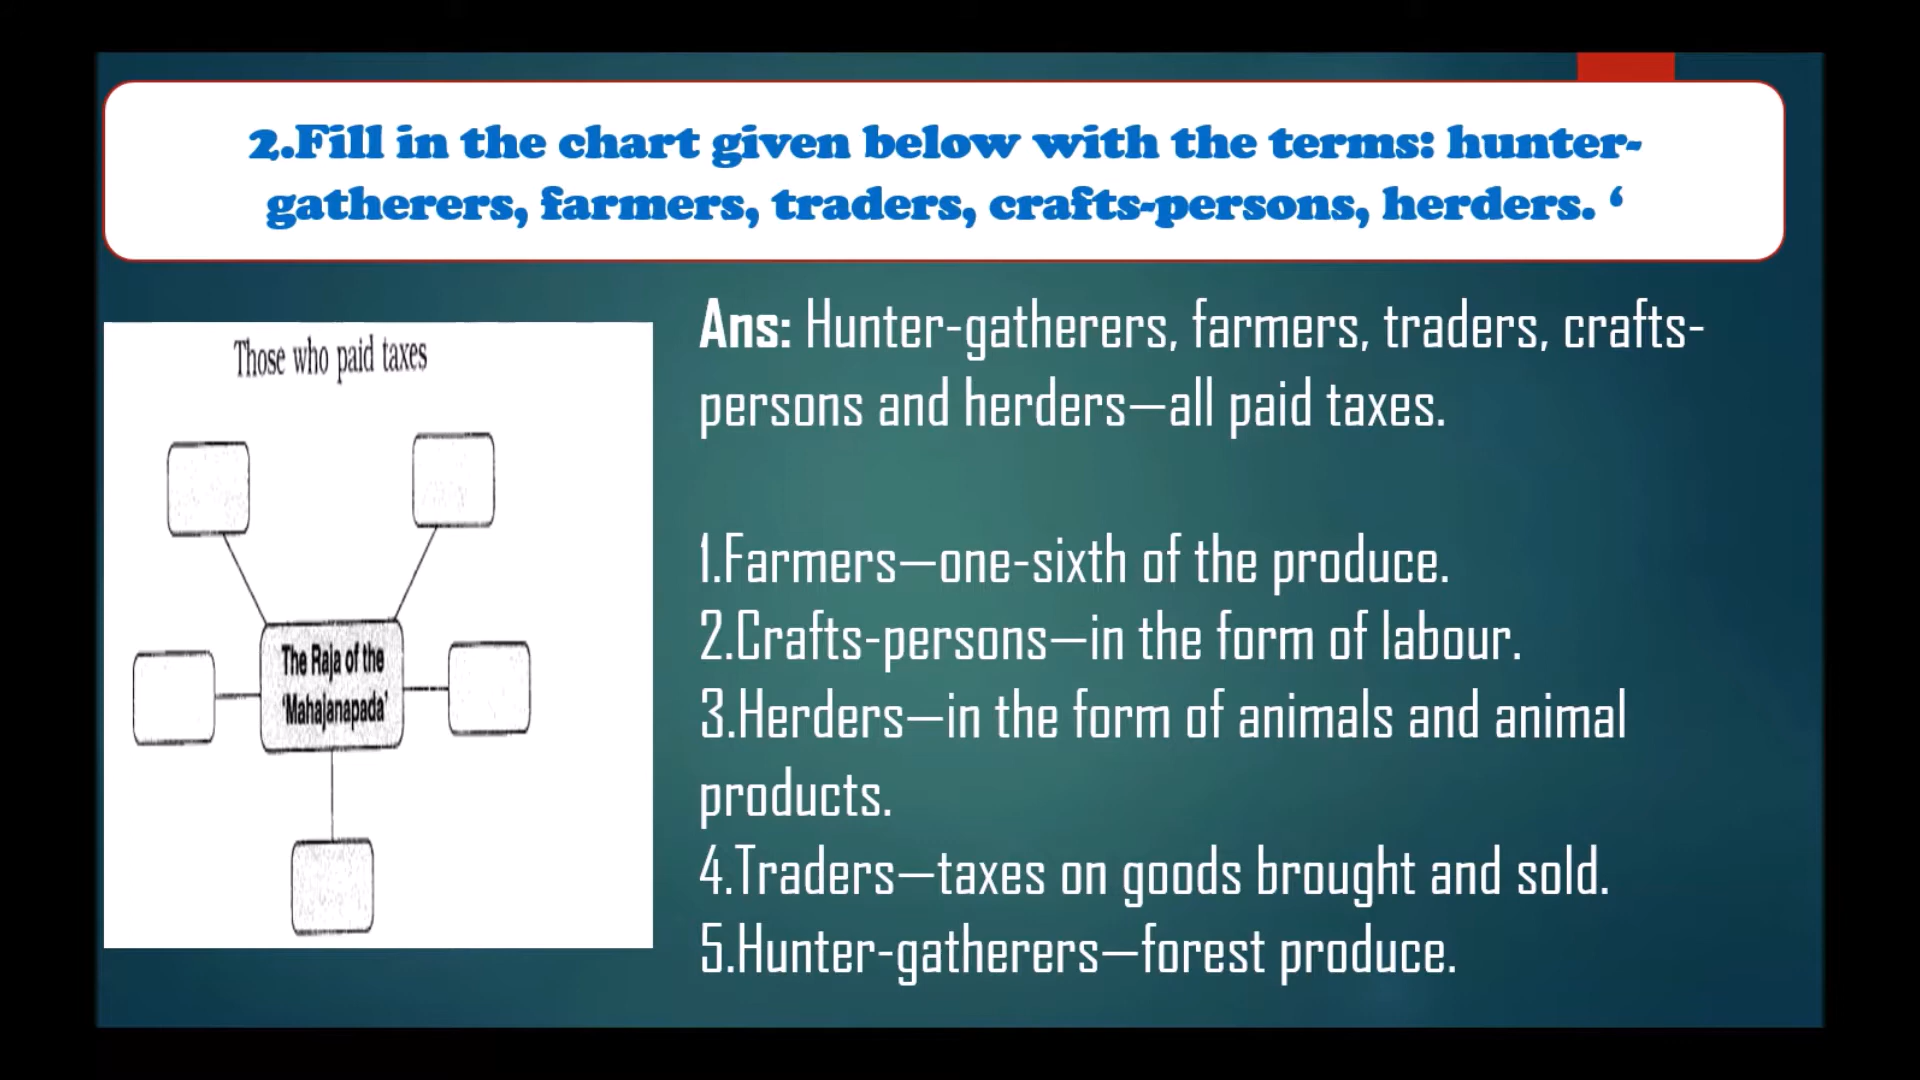 2.Fill in the chart given below with the terms: hunter-
gatherers, farmers, traders, crafts-persons, herders. ‘
Those who paid taxes
The Raja of the
‘Mahajanapada’
Ans: Hunter-gatherers, farmers, traders, crafts-
persons and herders—all paid taxes.
1.Farmers—one-sixth of the produce.
2.Crafts-persons—in the form of labour.
3.Herders—in the form of animals and animal
products.
4.Traders—taxes on goods brought and sold.
5.Hunter-gatherers—forest produce.